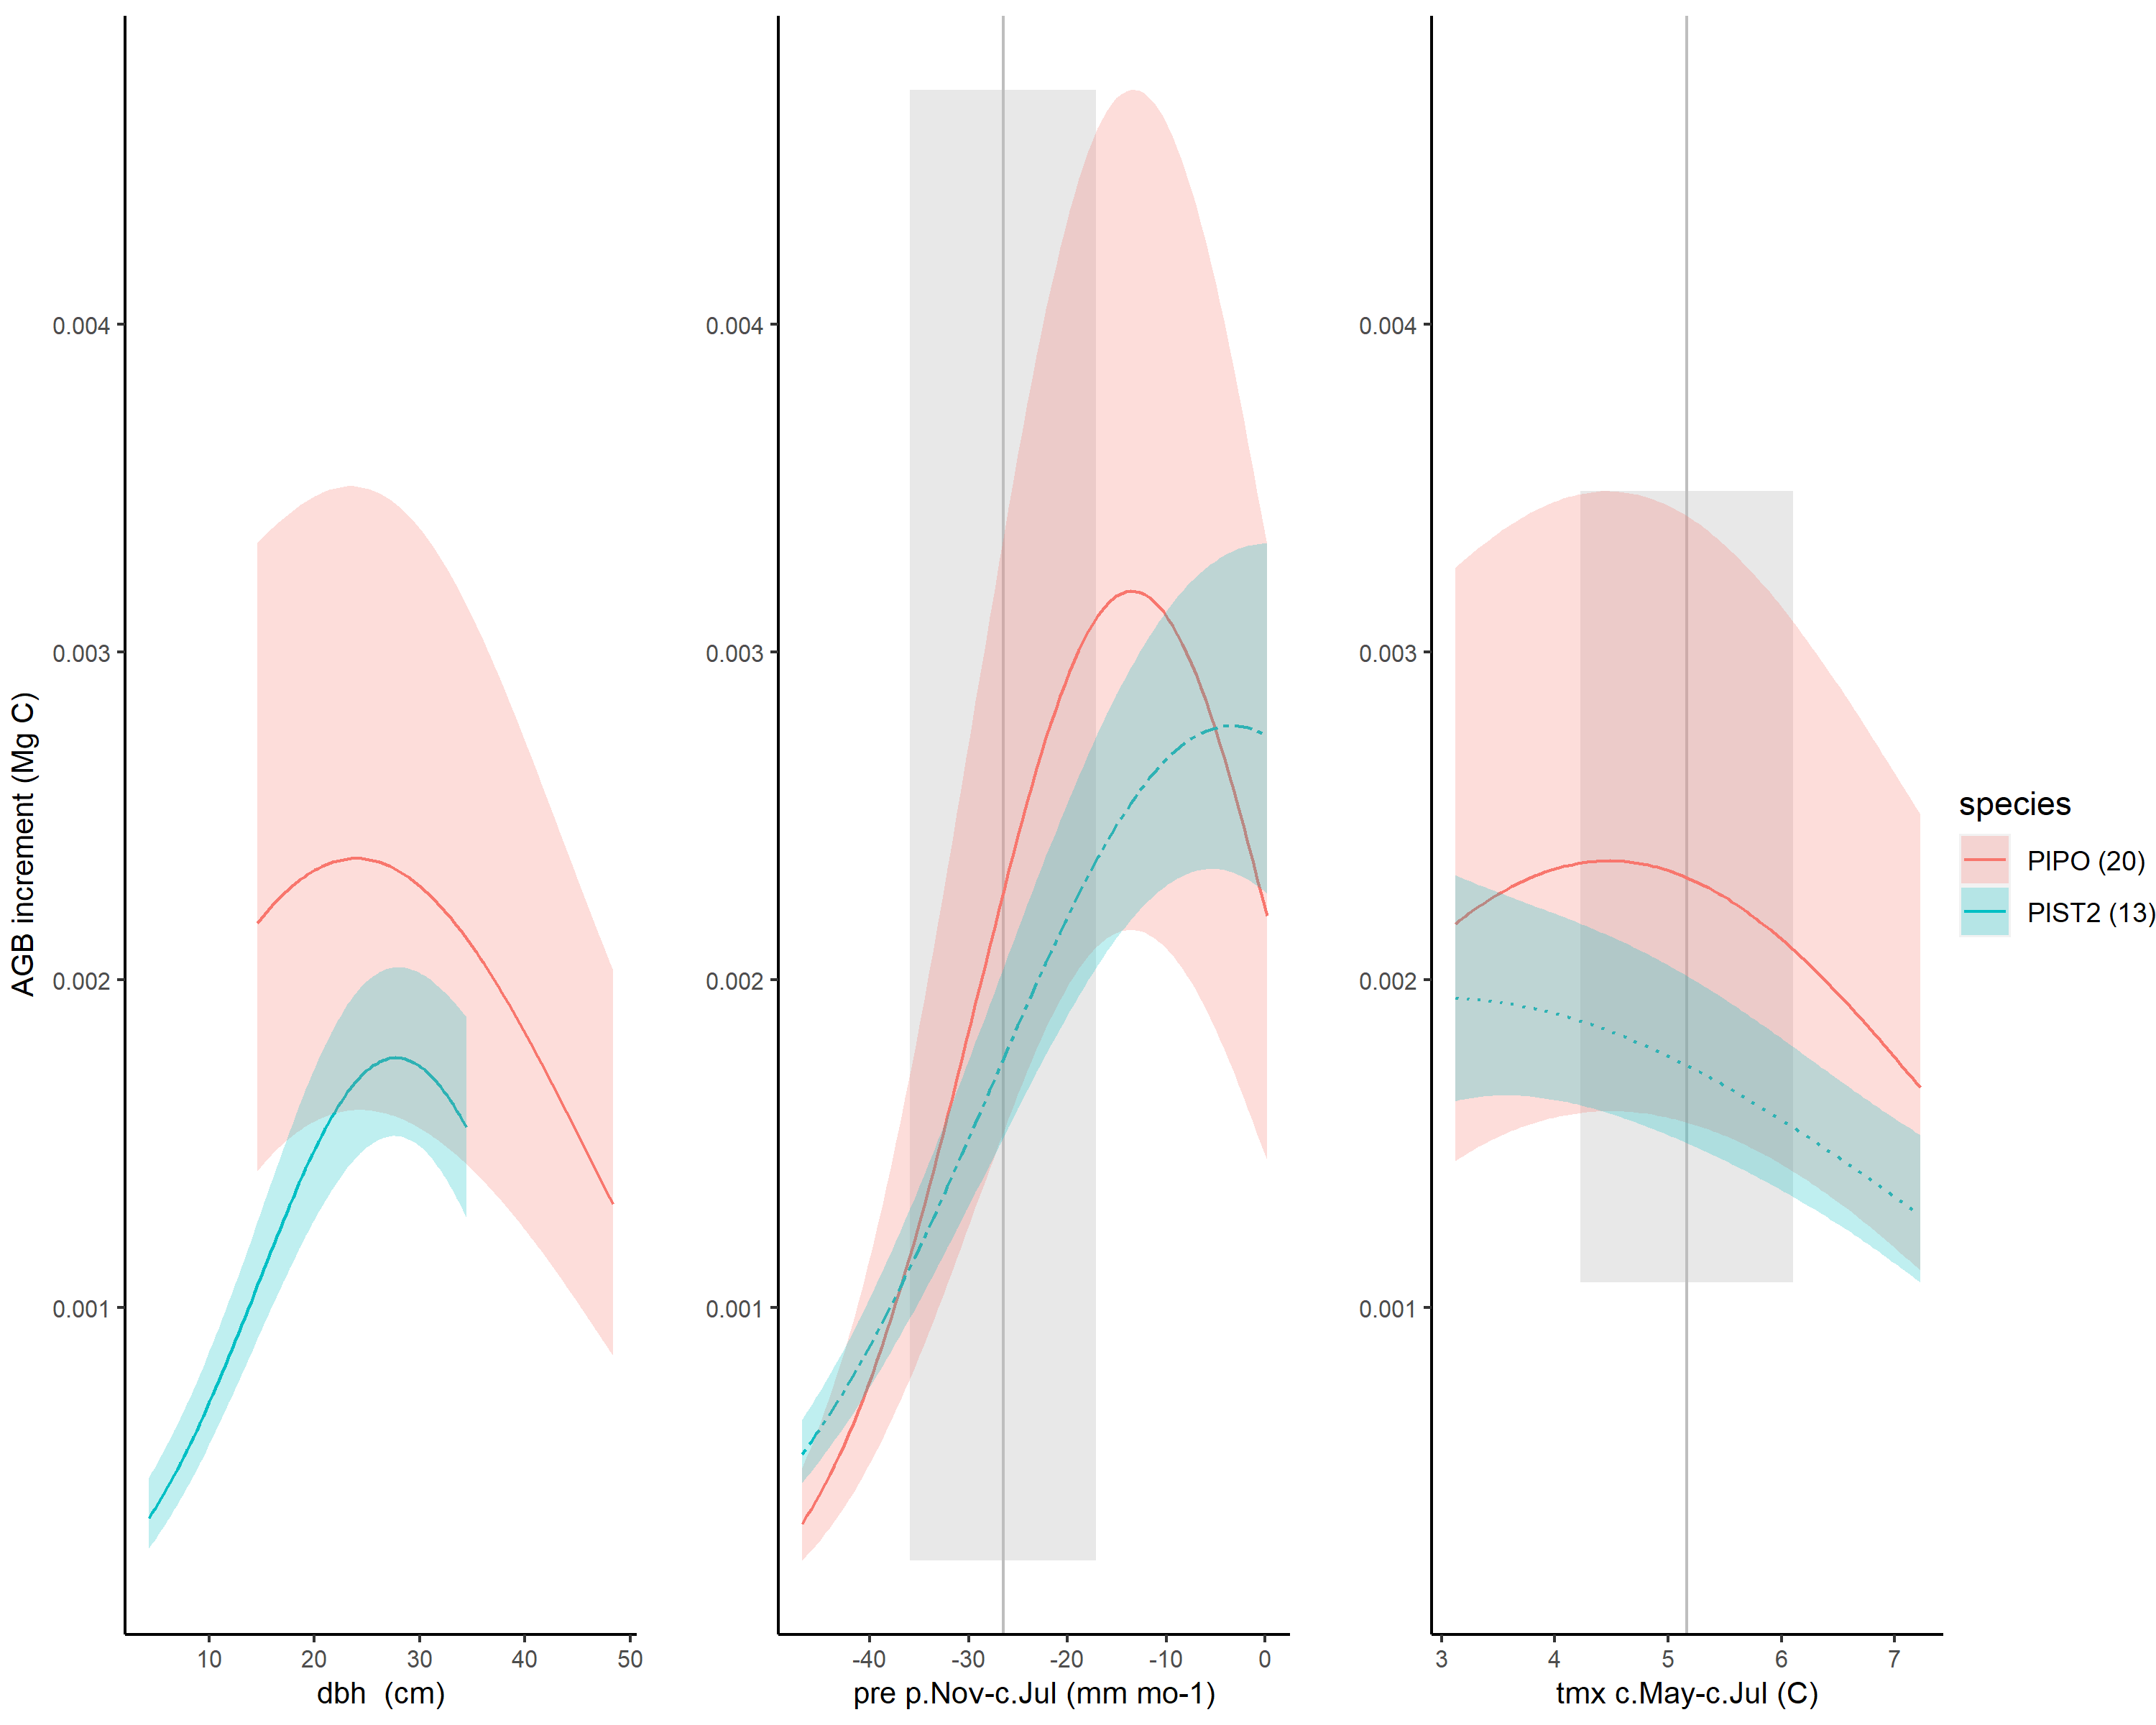 AGB increment (Mg C)
0.004
0.003
0.002
0.001
10 20 30 40 50
dbh  (cm)
0.004
0.003
0.002
0.001
-40 -30 -20 -10 0
pre p.Nov-c.Jul (mm mo-1)
0.004
0.003
0.002
0.001
3 4 5 6 7
tmx c.May-c.Jul (C)
species
PIPO (20)
PIST2 (13)